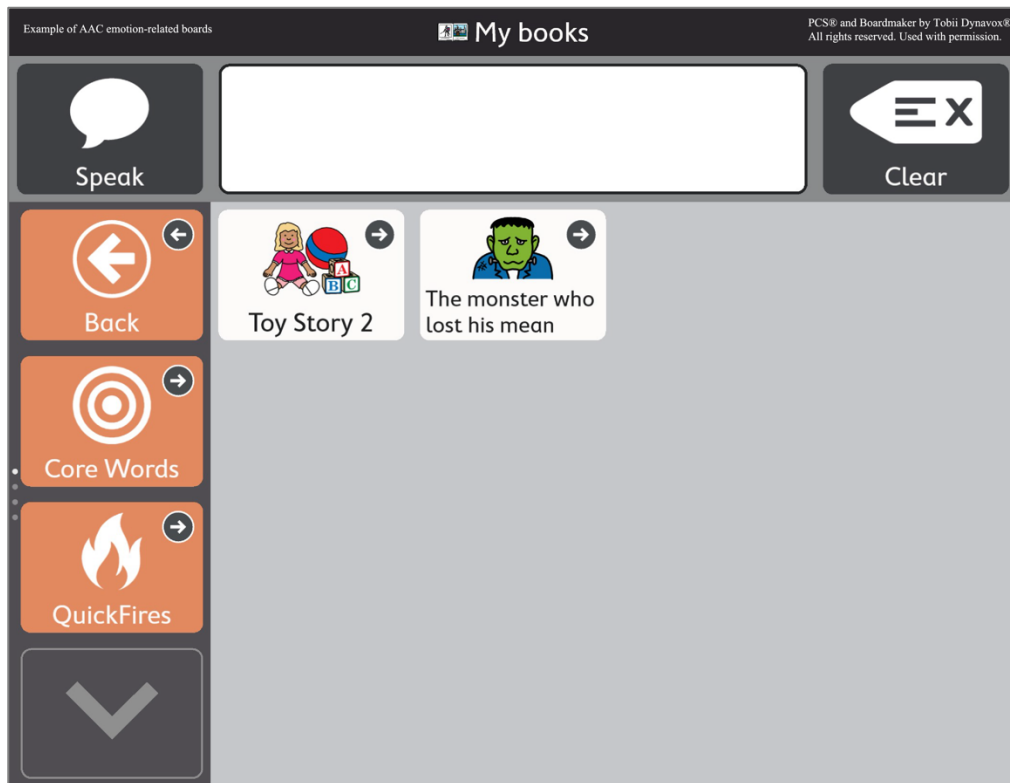 Example of AAC emotion-related boards
My books
PCS® and Boardmaker by Tobii Dynavox®
All rights reserved. Used with permission.
Speak
Clear
Back
A
B C
Toy Story 2
The monster who
lost his mean
Core Words
QuickFires